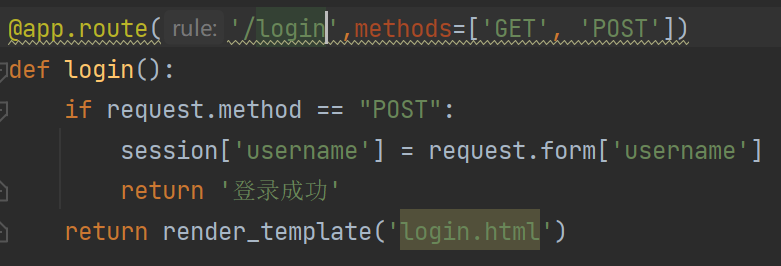 @app.route( rule: '/login',methods=['GET', 'POST'])
def login():
if request.method == "POST":
session['username'] = request.form['username']
return '登录成功'
return render_template('login.html')